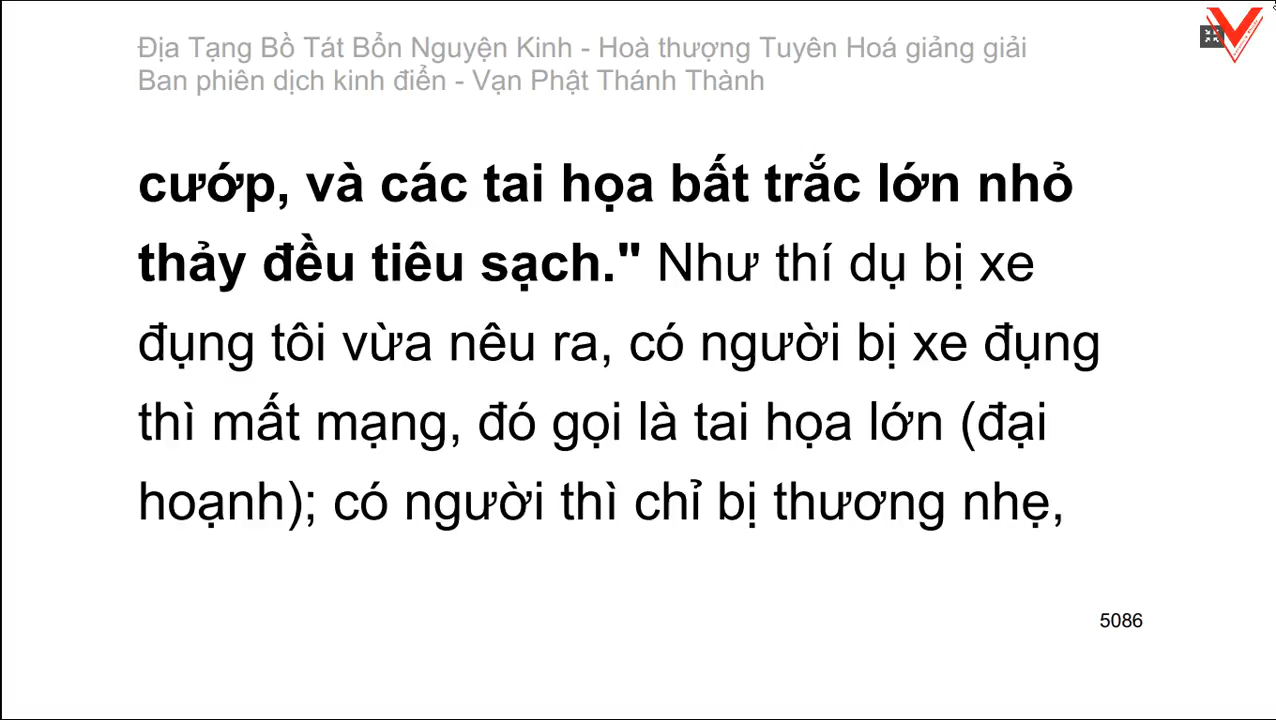 Địa Tạng Bồ Tát Bổn Nguyện Kinh - Hoà thượng Tuyên Hoá giảng giải
Ban phiên dịch kinh điển - Vạn Phật Thánh Thành
cướp, và các tai họa bất trắc lớn nhỏ
thảy đều tiêu sạch." Như thí dụ bị xe
đụng tôi vừa nêu ra, có người bị xe đụng
thì mất mạng, đó gọi là tai họa lớn (đại
hoạnh); có người thì chỉ bị thương nhẹ,
5086